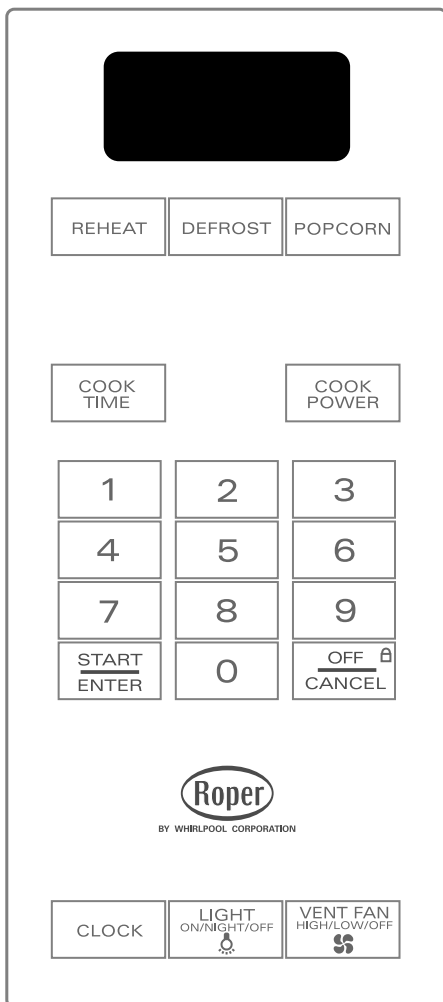 REHEAT DEFROST POPCORN
COOK TIME
COOK POWER
1 2 3
4 5 6
7 8 9
START
ENTER
0
OFF
CANCEL
Roper
BY WHIRLPOOL CORPORATION
CLOCK
LIGHT
ON/NIGHT/OFF
VENT FAN
HIGH/LOW/OFF